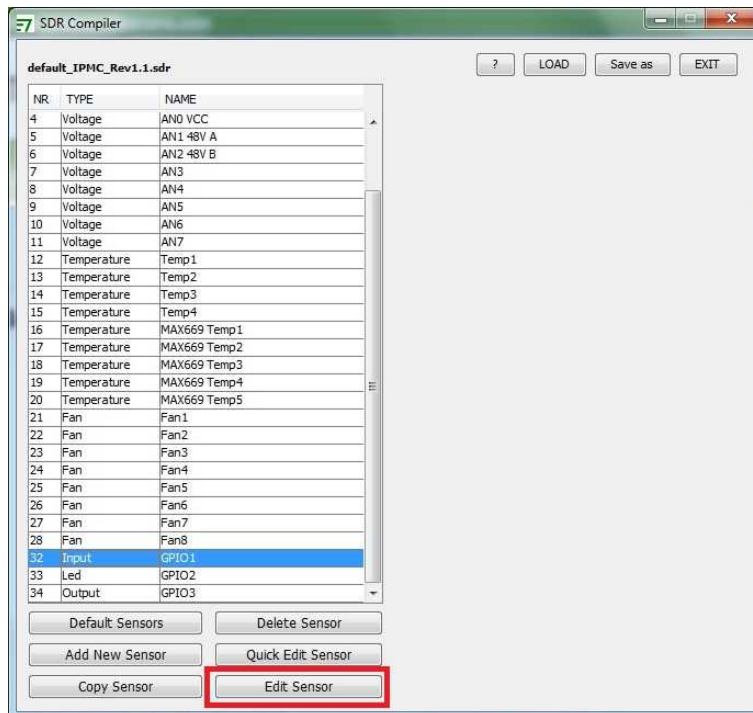 SDR Compiler
default_IPMC_Rev1.1.sdr
? LOAD Save as EXIT
NR TYPE NAME
4 Voltage AN0 VCC
5 Voltage AN1 48V A
6 Voltage AN2 48V B
7 Voltage AN3
8 Voltage AN4
9 Voltage AN5
10 Voltage AN6
11 Voltage AN7
12 Temperature Temp1
13 Temperature Temp2
14 Temperature Temp3
15 Temperature Temp4
16 Temperature MAX669 Temp1
17 Temperature MAX669 Temp2
18 Temperature MAX669 Temp3
19 Temperature MAX669 Temp4
20 Temperature MAX669 Temp5
21 Fan Fan1
22 Fan Fan2
23 Fan Fan3
24 Fan Fan4
25 Fan Fan5
26 Fan Fan6
27 Fan Fan7
28 Fan Fan8
32 Input GPIO1
33 Led GPIO2
34 Output GPIO3
Default Sensors Delete Sensor
Add New Sensor Quick Edit Sensor
Copy Sensor Edit Sensor